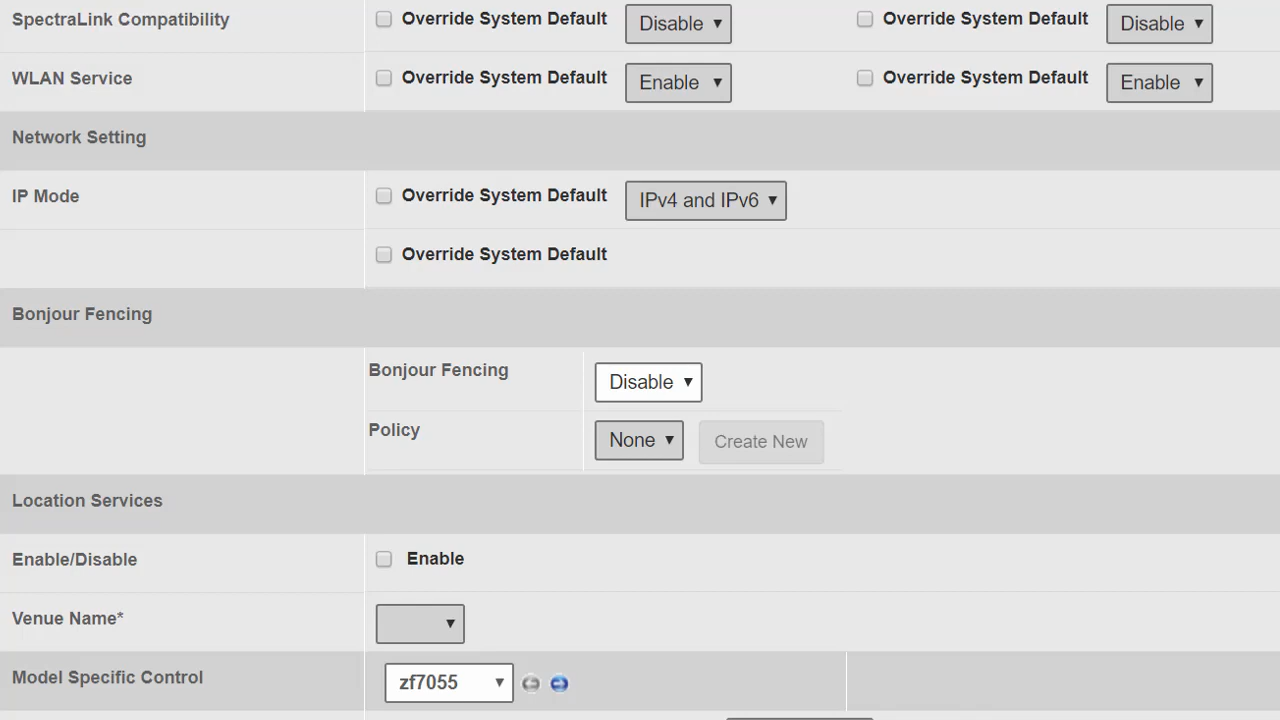 SpectraLink Compatibility Override System Default Disable Override System Default Disable
WLAN Service Override System Default Enable Override System Default Enable
Network Setting
IP Mode Override System Default IPv4 and IPv6
Override System Default
Bonjour Fencing
Bonjour Fencing Disable
Policy None Create New
Location Services
Enable/Disable Enable
Venue Name*
Model Specific Control zf7055